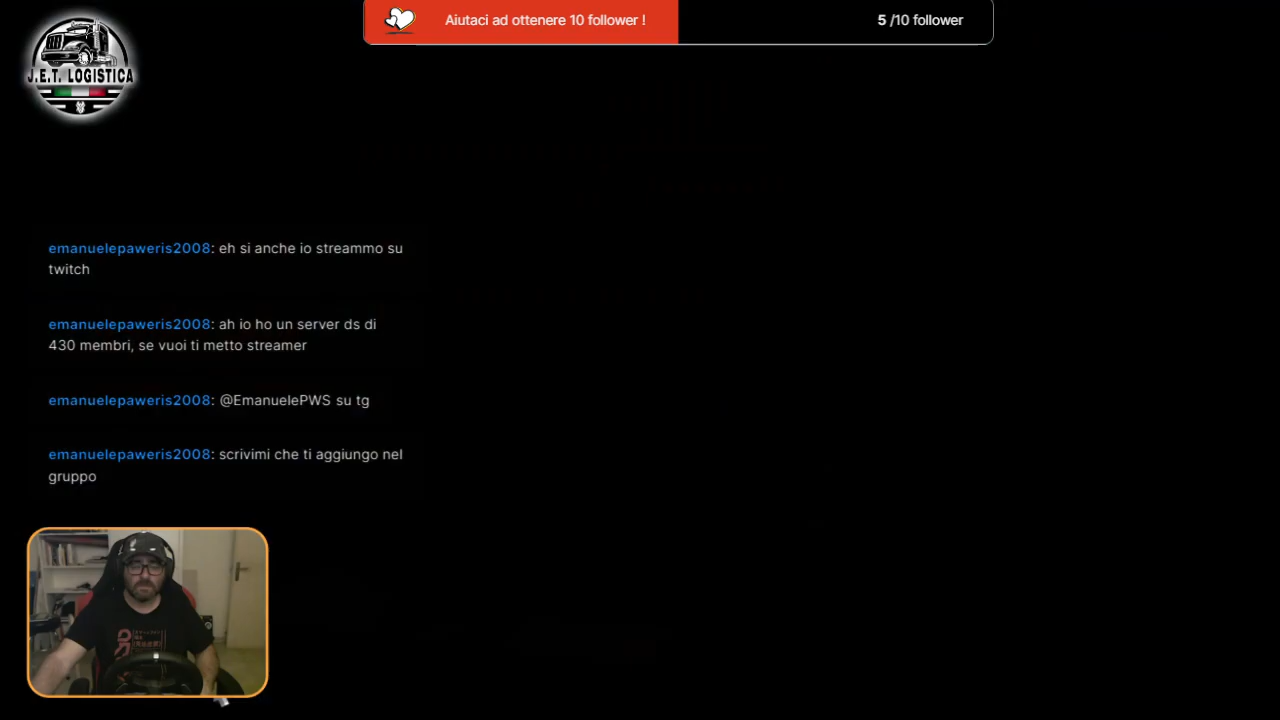 Aiutaci ad ottenere 10 follower !
5 /10 follower
J.E.T. LOGISTICA
emanuelepaweris2008: eh si anche io streammo su
twitch
emanuelepaweris2008: ah io ho un server ds di
430 membri, se vuoi ti metto streamer
emanuelepaweris2008: @EmanuelePWS su tg
emanuelepaweris2008: scrivimi che ti aggiungo nel
gruppo